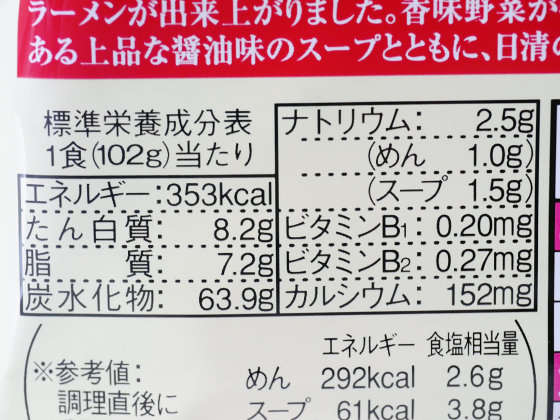 ラーメンが出来上がりました。香味野菜が
ある上品な醤油味のスープとともに、日清の
標準栄養成分表
1食(102g)当たり
エネルギー:353kcal
たん白質: 8.2g
脂質: 7.2g
炭水化物: 63.9g
ナトリウム: 2.5g
(めん 1.0g)
(スープ 1.5g)
ビタミンB1: 0.20mg
ビタミンB2: 0.27mg
カルシウム: 152mg
エネルギー 食塩相当量
※参考値: めん 292kcal 2.6g
調理直後に スープ 61kcal 3.8g